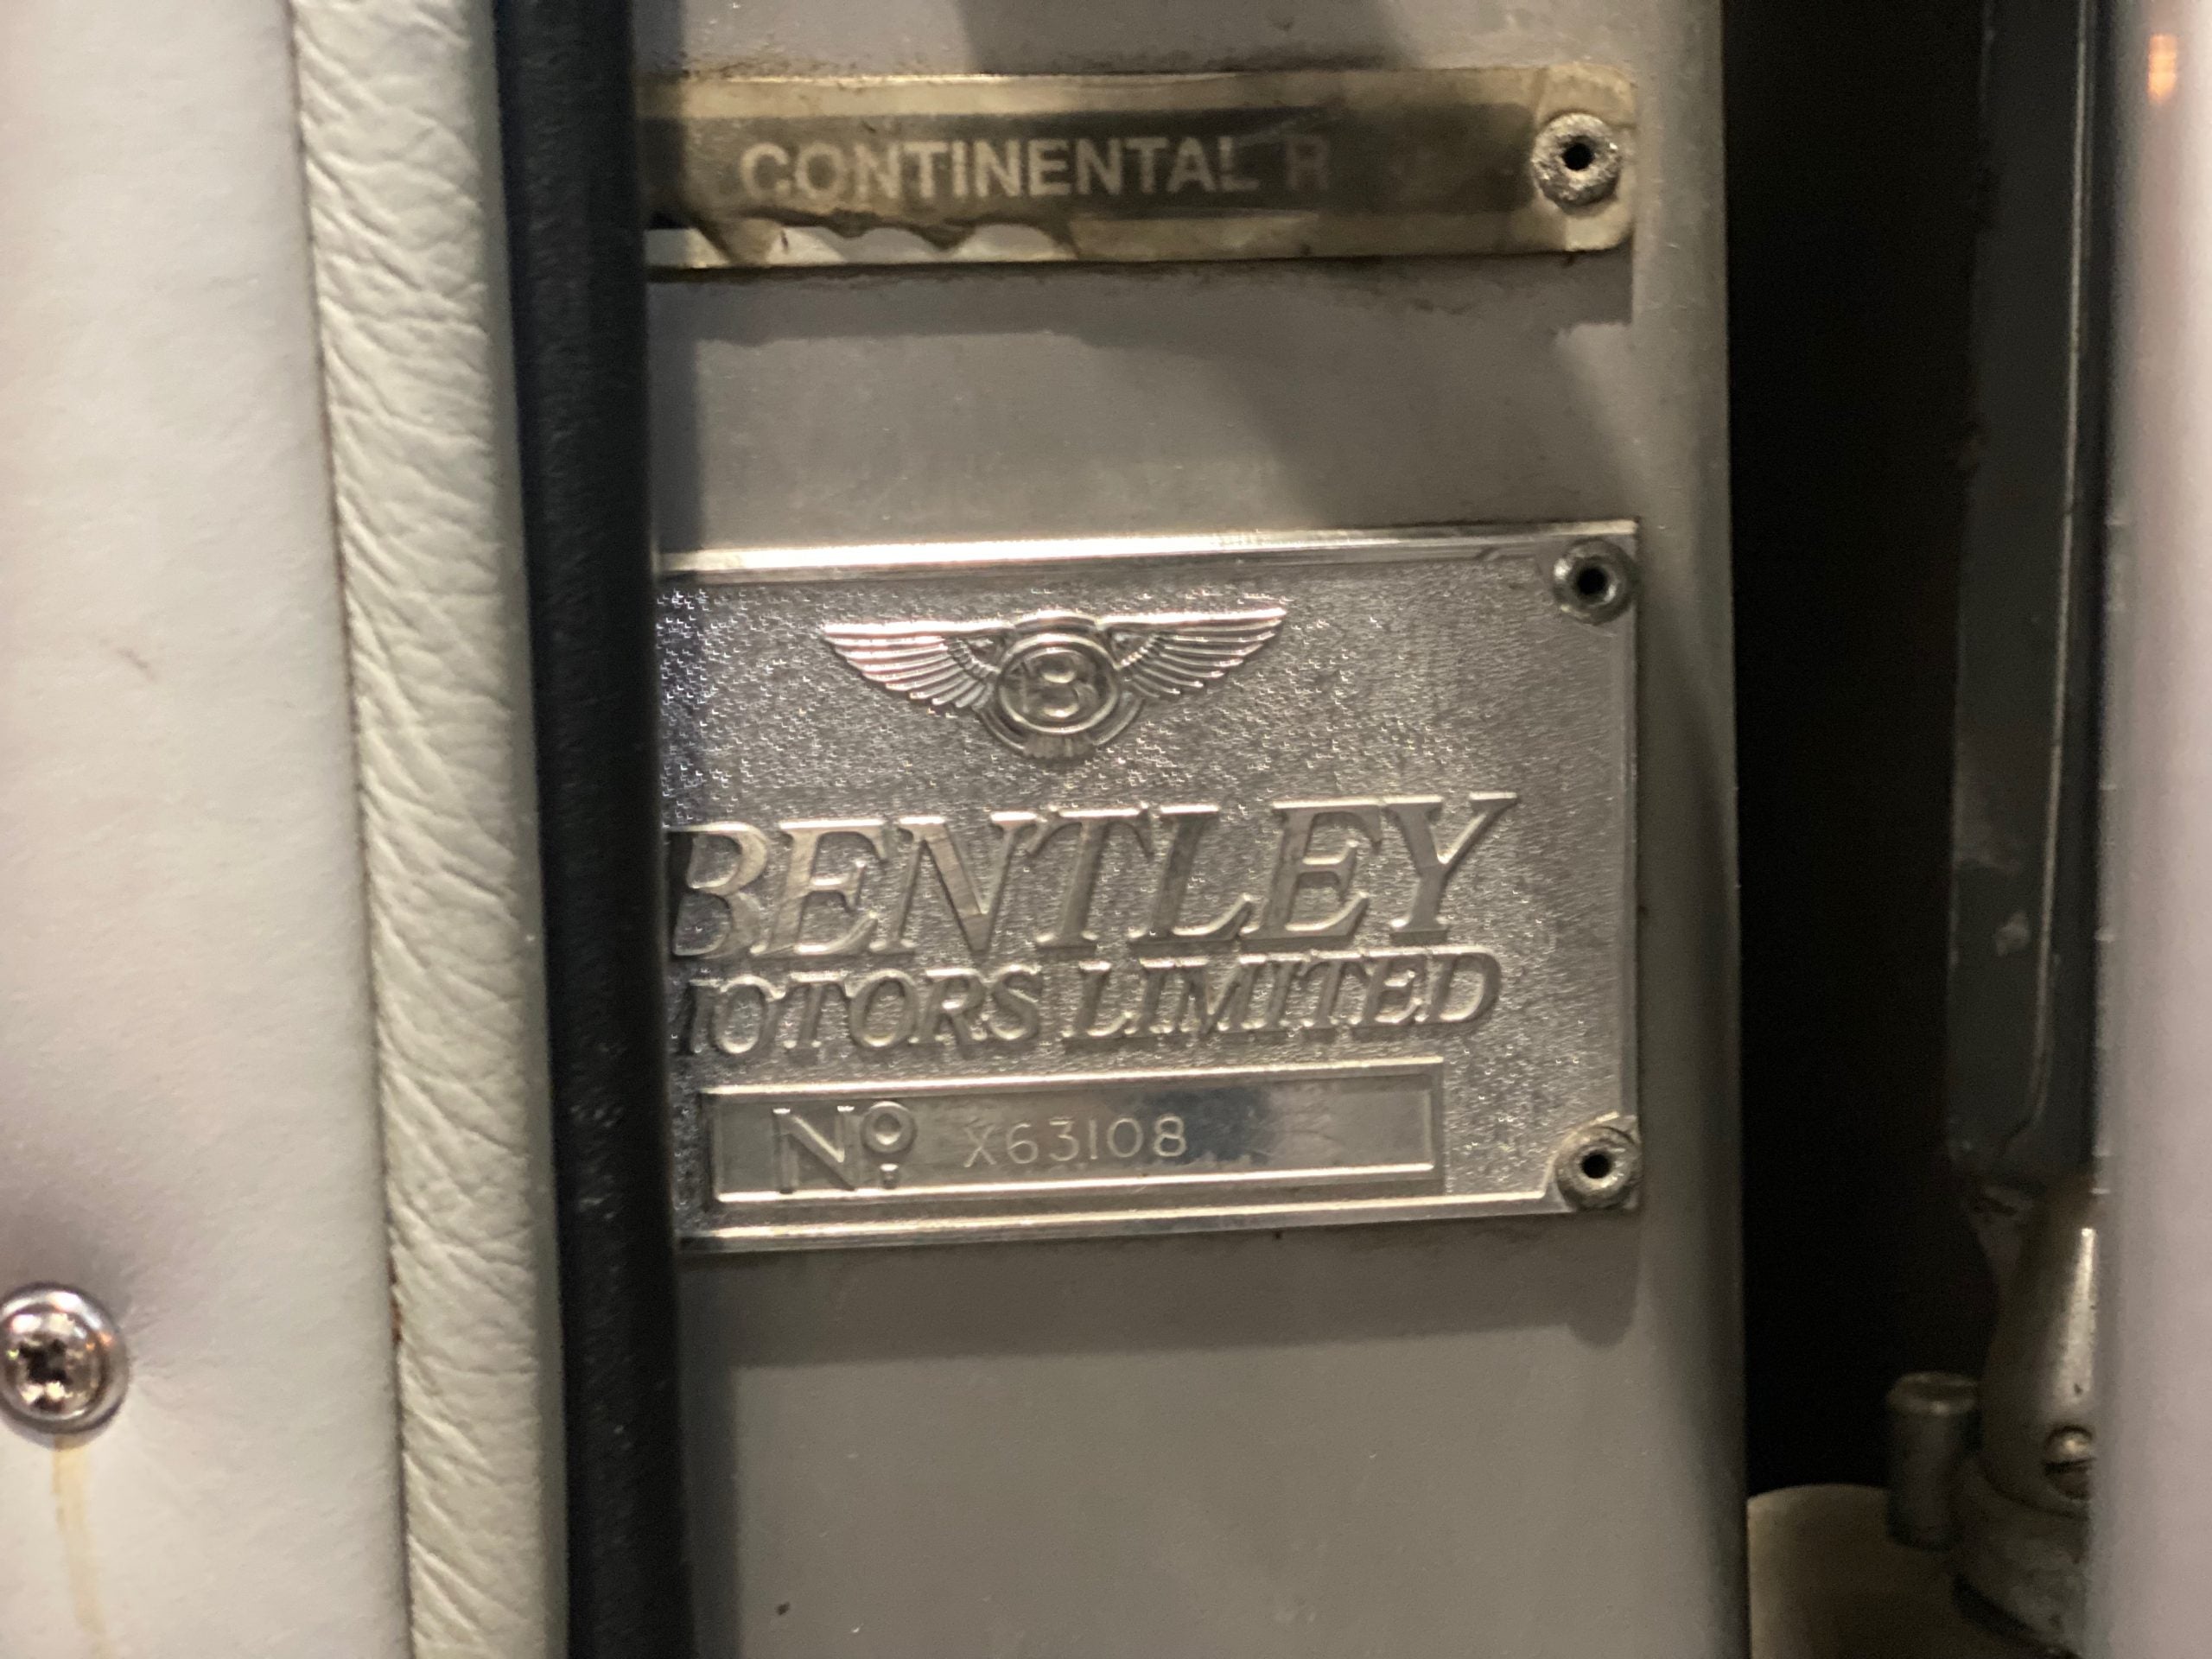 CONTINENTAL R
B
BENTLEY
MOTORS LIMITED
No. X63108